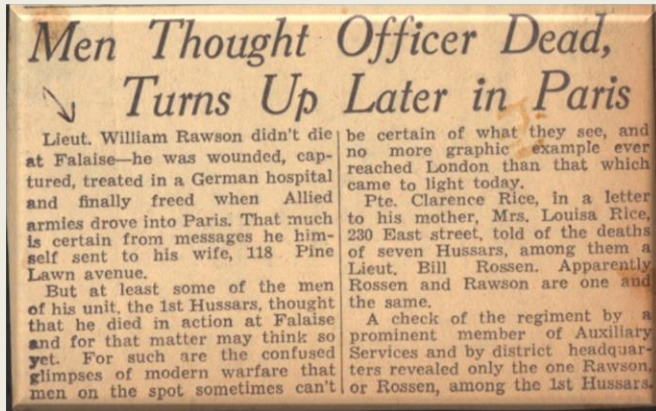 Men Thought Officer Dead,
Turns Up Later in Paris
Lieut. William Rawson didn't die
at Falaise—he was wounded, cap-
tured, treated in a German hospital
and finally freed when Allied
armies drove into Paris. That much
is certain from messages he him-
self sent to his wife, 118 Pine
Lawn avenue.
But at least some of the men
of his unit, the 1st Hussars, thought
that he died in action at Falaise
and for that matter may think so
yet. For such are the confused
glimpses of modern warfare that
men on the spot sometimes can't
be certain of what they see, and
no more graphic example ever
reached London than that which
came to light today.
Pte. Clarence Rice, in a letter
to his mother, Mrs. Louisa Rice,
230 East street, told of the deaths
of seven Hussars, among them a
Lieut. Bill Rossen. Apparently
Rossen and Rawson are one and
the same.
A check of the regiment by a
prominent member of Auxiliary
Services and by district headquar-
ters revealed only the one Rawson,
or Rossen, among the 1st Hussars.